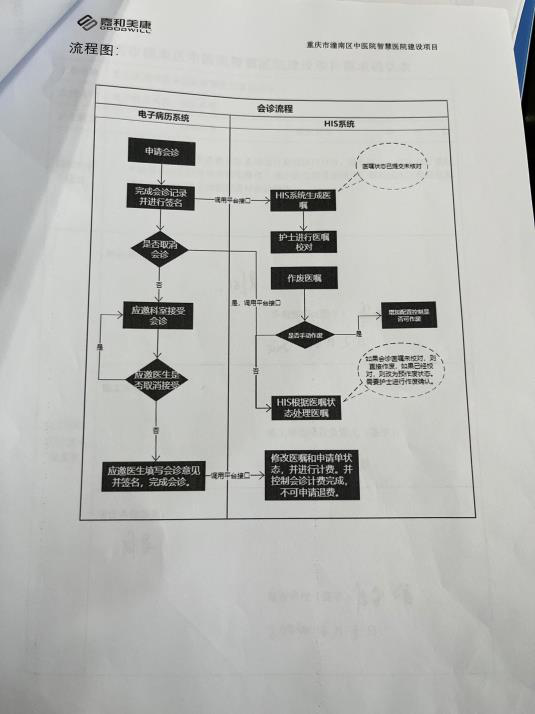 嘉和美康
GOODWILL
重庆市潼南区中医院智慧医院建设项目
流程图：
会诊流程
电子病历系统
HIS系统
申请会诊
医嘱状态已提交未核对
完成会诊记录
并进行签名
调用平台接口
HIS系统生成医
嘱
护士进行医嘱
校对
是否取消
会诊
作废医嘱
否
是，调用平台接口
应邀科室接受
会诊
增加配置控制是
否可作废
是否手动作废
是
是
否
如果会诊医嘱未校对，则
直接作废，如果已经校
对，则改为预作废状态。
需要护士进行作废确认。
应邀医生是
否取消接受
HIS根据医嘱状
态处理医嘱
否
应邀医生填写会诊意见
并签名，完成会诊。
调用平台接口
修改医嘱和申请单状
态，并进行计费。并
控制会诊计费完成，
不可申请退费。